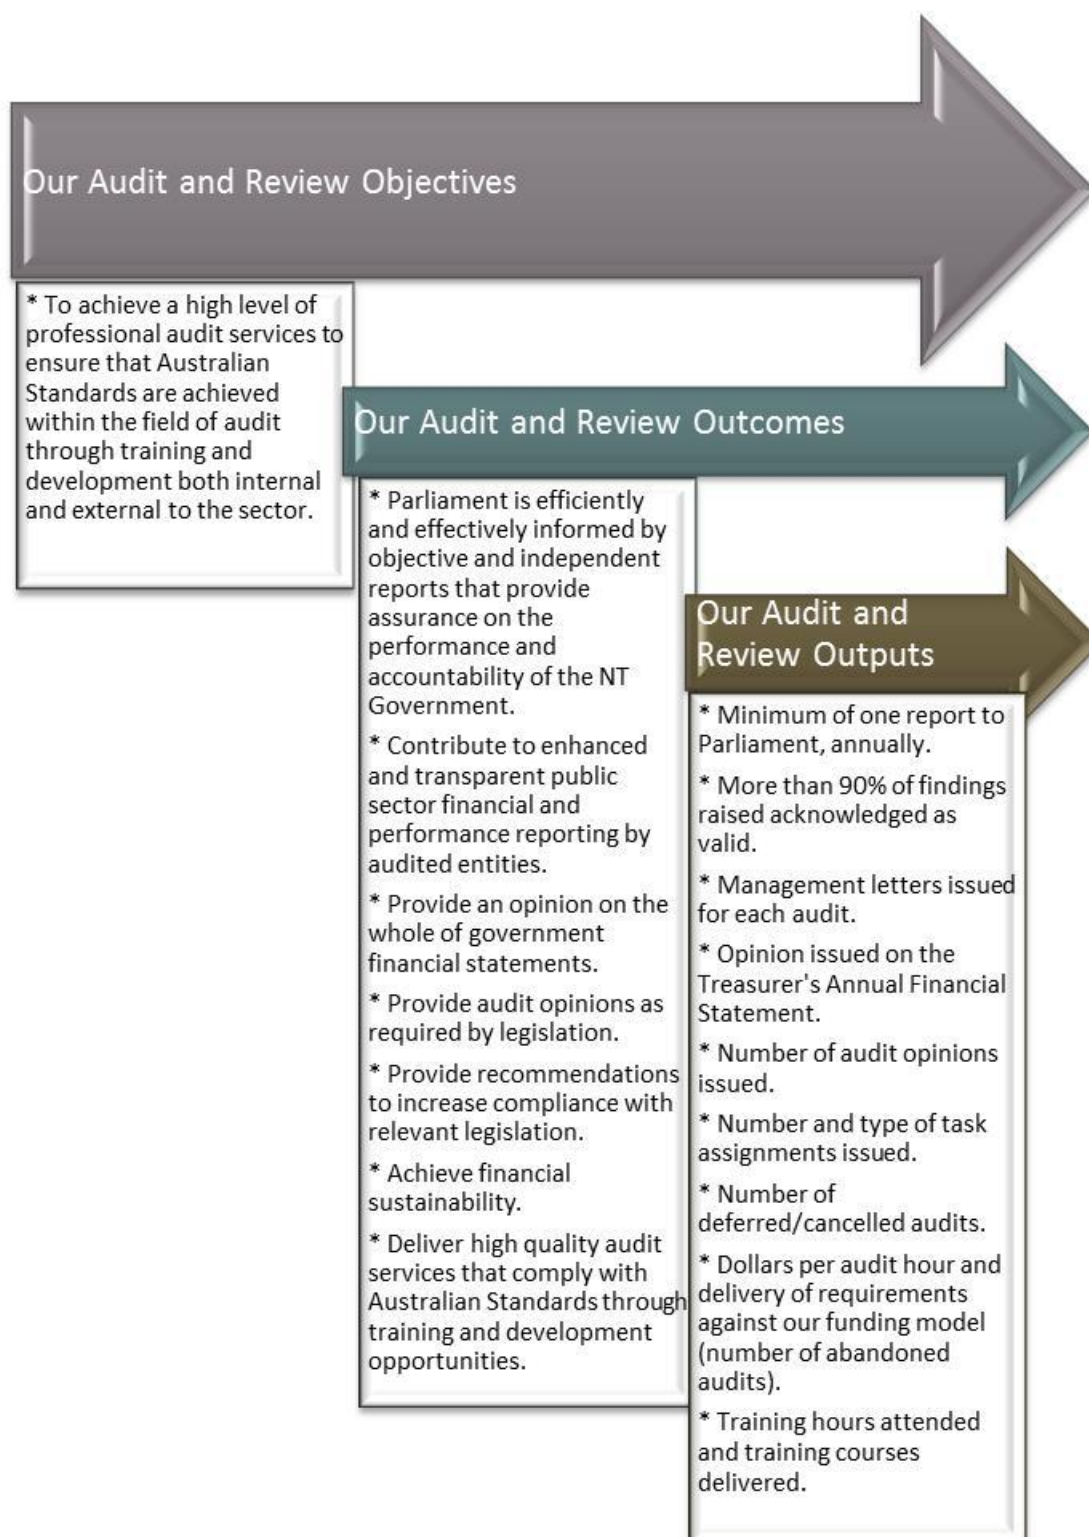 Our Audit and Review Objectives
* To achieve a high level of
professional audit services to
ensure that Australian
Standards are achieved
within the field of audit
through training and
development both internal
and external to the sector.
Our Audit and Review Outcomes
* Parliament is efficiently
and effectively informed by
objective and independent
reports that provide
assurance on the
performance and
accountability of the NT
Government.
* Contribute to enhanced
and transparent public
sector financial and
performance reporting by
audited entities.
* Provide an opinion on the
whole of government
financial statements.
* Provide audit opinions as
required by legislation.
* Provide recommendations
to increase compliance with
relevant legislation.
* Achieve financial
sustainability.
* Deliver high quality audit
services that comply with
Australian Standards through
training and development
opportunities.
Our Audit and
Review Outputs
* Minimum of one report to
Parliament, annually.
* More than 90% of findings
raised acknowledged as
valid.
* Management letters issued
for each audit.
* Opinion issued on the
Treasurer's Annual Financial
Statement.
* Number of audit opinions
issued.
* Number and type of task
assignments issued.
* Number of
deferred/cancelled audits.
* Dollars per audit hour and
delivery of requirements
against our funding model
(number of abandoned
audits).
* Training hours attended
and training courses
delivered.